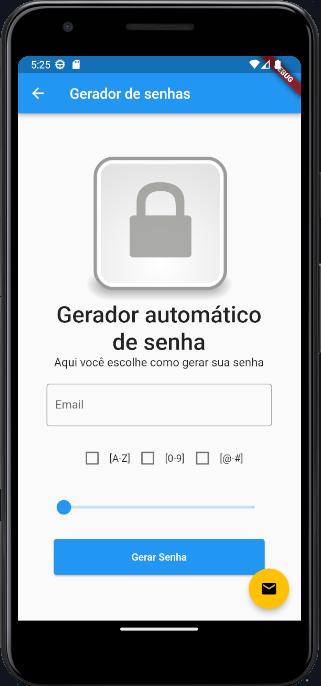 5:25
DEBUG
Gerador de senhas
Gerador automático
de senha
Aqui você escolhe como gerar sua senha
Email
[A-Z] [0-9] [@-#]
Gerar Senha